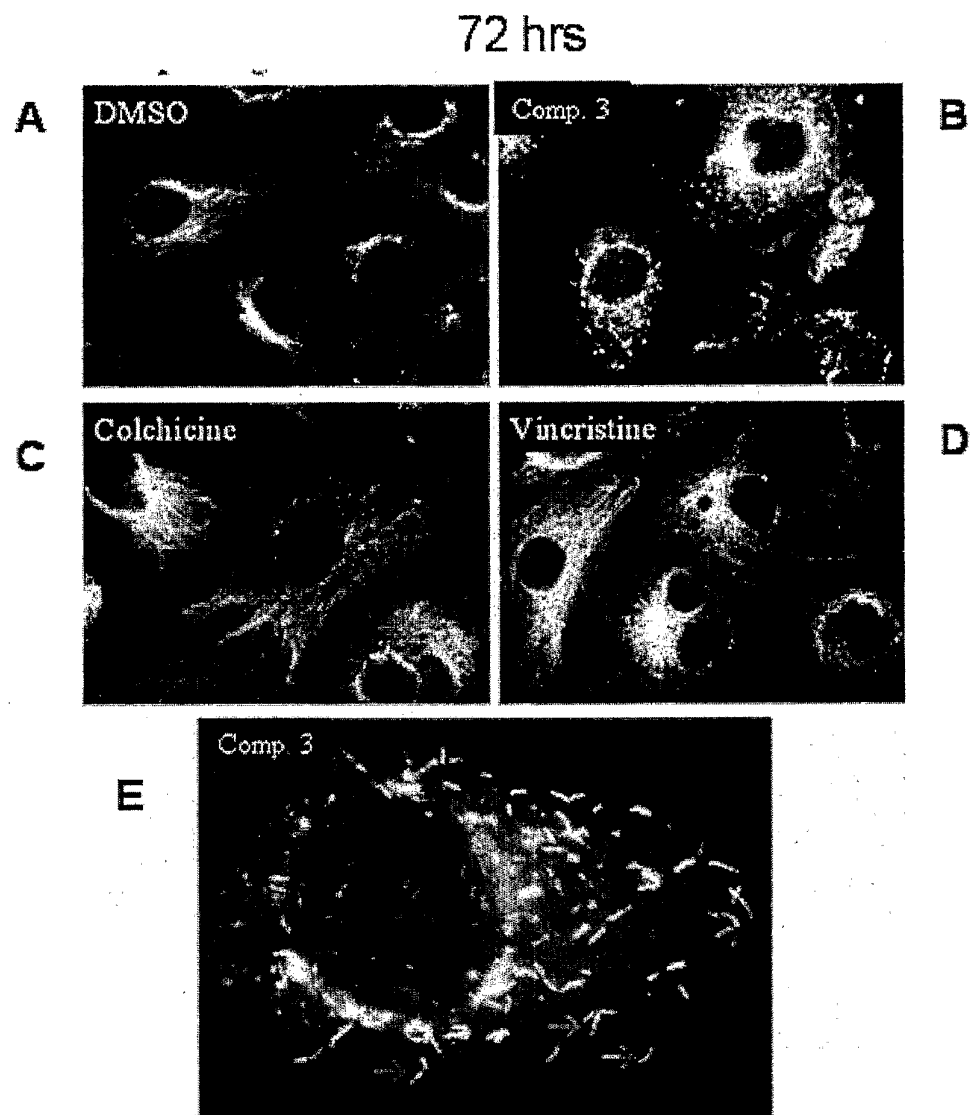 72 hrs
A
DMSO
Comp. 3
B
C
Colchicine
Vincristine
D
E
Comp. 3